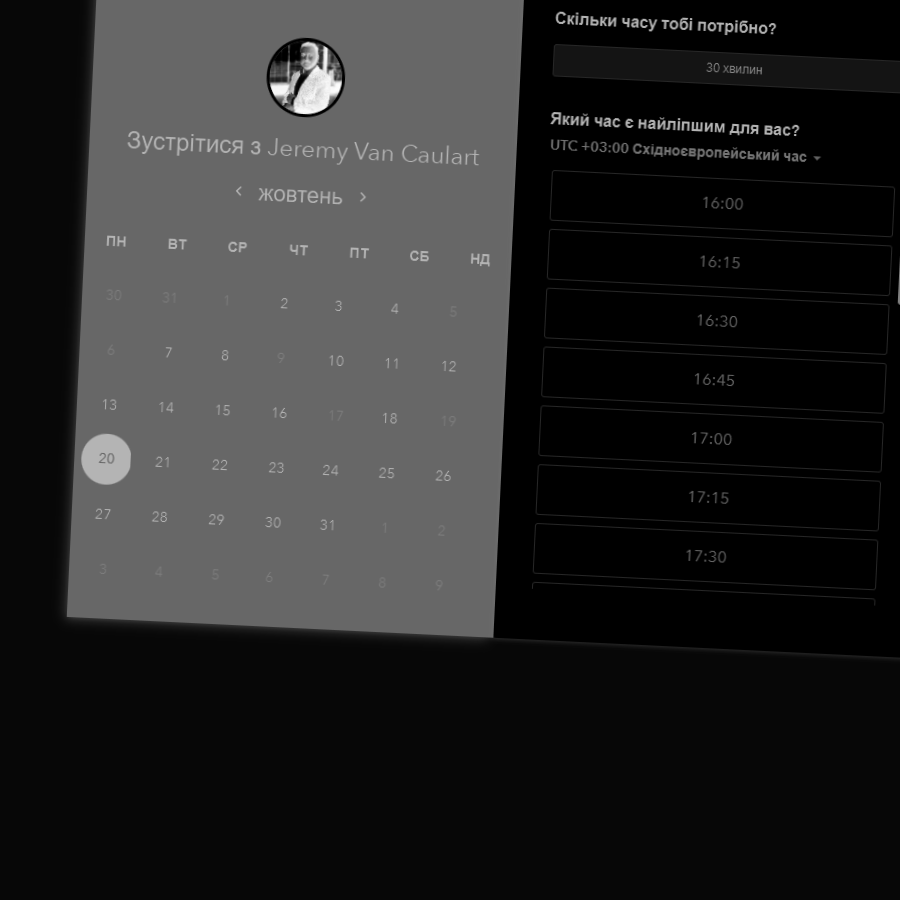 Зустрітися з Jeremy Van Caulart
жовтень
ПН ВТ СР ЧТ ПТ СБ НД
30 31 1 2 3 4 5
6 7 8 9 10 11 12
13 14 15 16 17 18 19
20 21 22 23 24 25 26
27 28 29 30 31 1 2
3 4 5 6 7 8 9
Скільки часу тобі потрібно?
30 хвилин
Який час є найліпшим для вас?
UTC +03:00 Східноєвропейський час
16:00
16:15
16:30
16:45
17:00
17:15
17:30